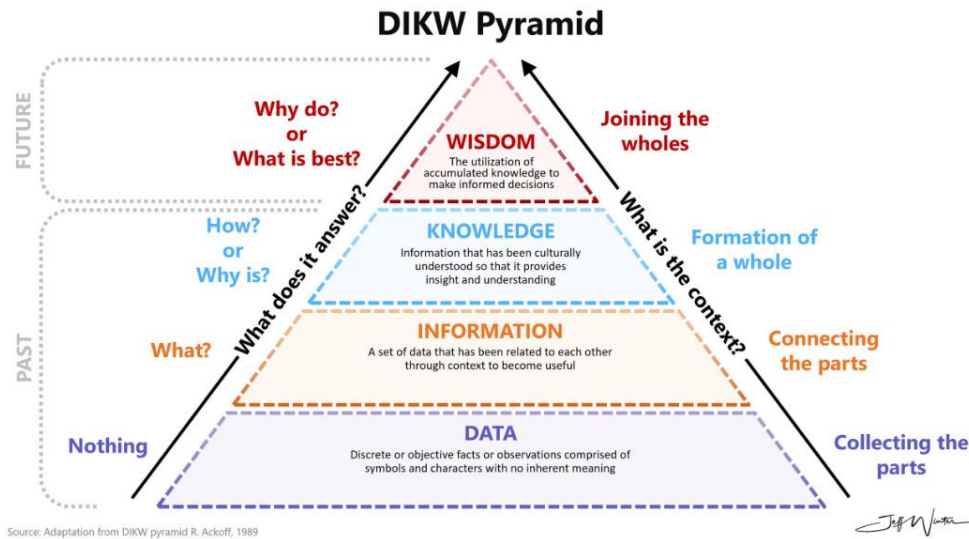 DIKW Pyramid
FUTURE
Why do?
or
What is best?
WISDOM
The utilization of
accumulated knowledge to
make informed decisions
Joining the
wholes
What does it answer?
What is the context?
PAST
How?
or
Why is?
KNOWLEDGE
Information that has been culturally
understood so that it provides
insight and understanding
Formation of
a whole
What?
INFORMATION
A set of data that has been related to each other
through context to become useful
Connecting
the parts
Nothing
DATA
Discrete or objective facts or observations comprised of
symbols and characters with no inherent meaning
Collecting the
parts
Source: Adaptation from DIKW pyramid R. Ackoff, 1989
Jeff Winter